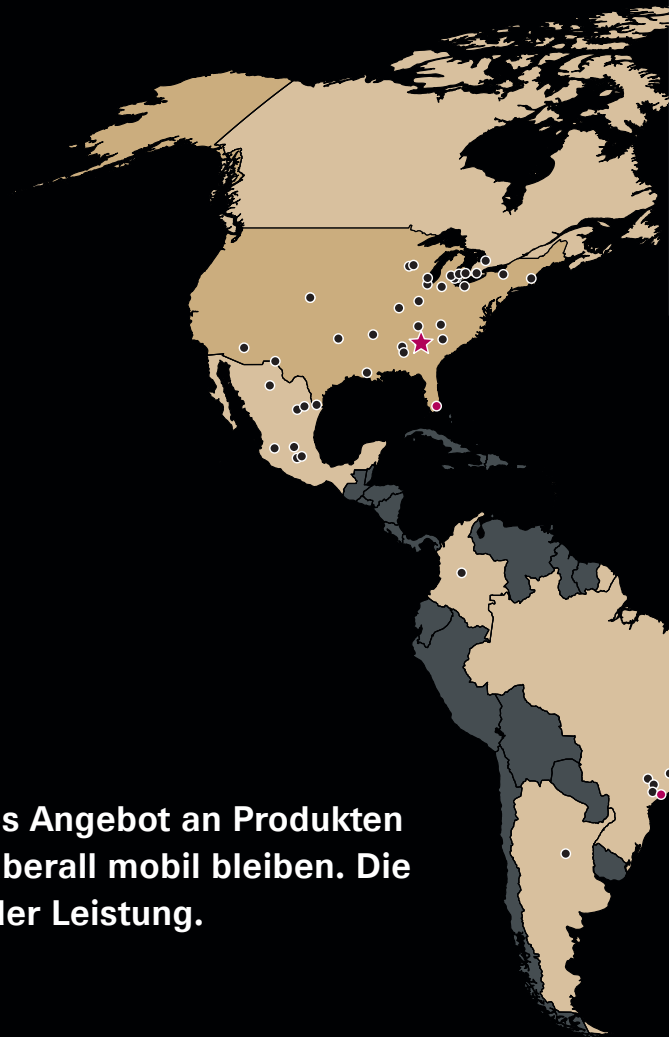 s Angebot an Produkten
berall mobil bleiben. Die
ler Leistung.